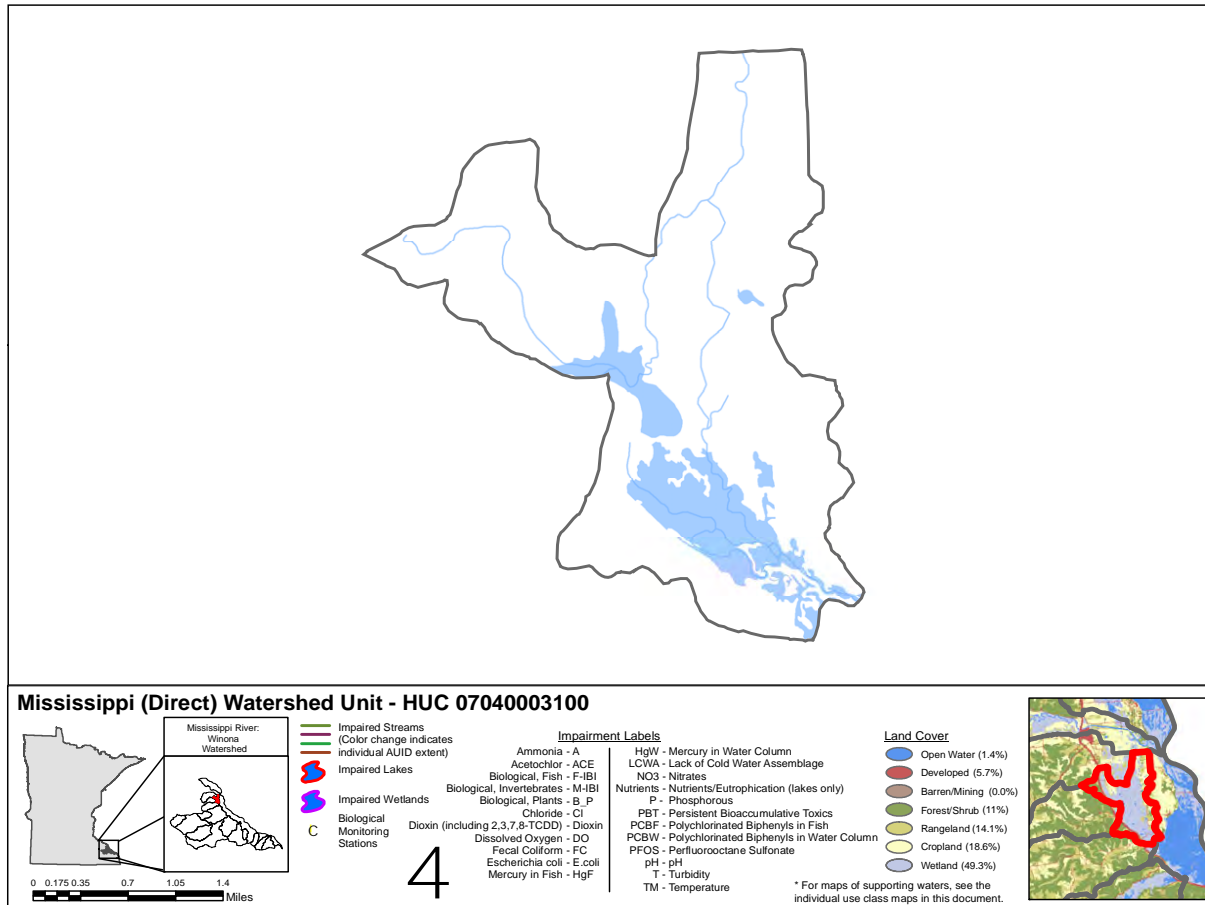 Mississippi (Direct) Watershed Unit - HUC 07040003100
Mississippi River:
Winona
Watershed
0 0.175 0.35 0.7 1.05 1.4
Miles
Impaired Streams
(Color change indicates
individual AUID extent)
Impaired Lakes
Impaired Wetlands
C
Biological
Monitoring
Stations
4
Impairment Labels
Ammonia - A
Acetochlor - ACE
Biological, Fish - F-IBI
Biological, Invertebrates - M-IBI
Biological, Plants - B_P
Chloride - Cl
Dioxin (including 2,3,7,8-TCDD) - Dioxin
Dissolved Oxygen - DO
Fecal Coliform - FC
Escherichia coli - E.coli
Mercury in Fish - HgF
HgW - Mercury in Water Column
LCWA - Lack of Cold Water Assemblage
NO3 - Nitrates
Nutrients - Nutrients/Eutrophication (lakes only)
P - Phosphorous
PBT - Persistent Bioaccumulative Toxics
PCBF - Polychlorinated Biphenyls in Fish
PCBW - Polychlorinated Biphenyls in Water Column
PFOS - Perfluorooctane Sulfonate
pH - pH
T - Turbidity
TM - Temperature
Land Cover
Open Water (1.4%)
Developed (5.7%)
Barren/Mining (0.0%)
Forest/Shrub (11%)
Rangeland (14.1%)
Cropland (18.6%)
Wetland (49.3%)
* For maps of supporting waters, see the
individual use class maps in this document.